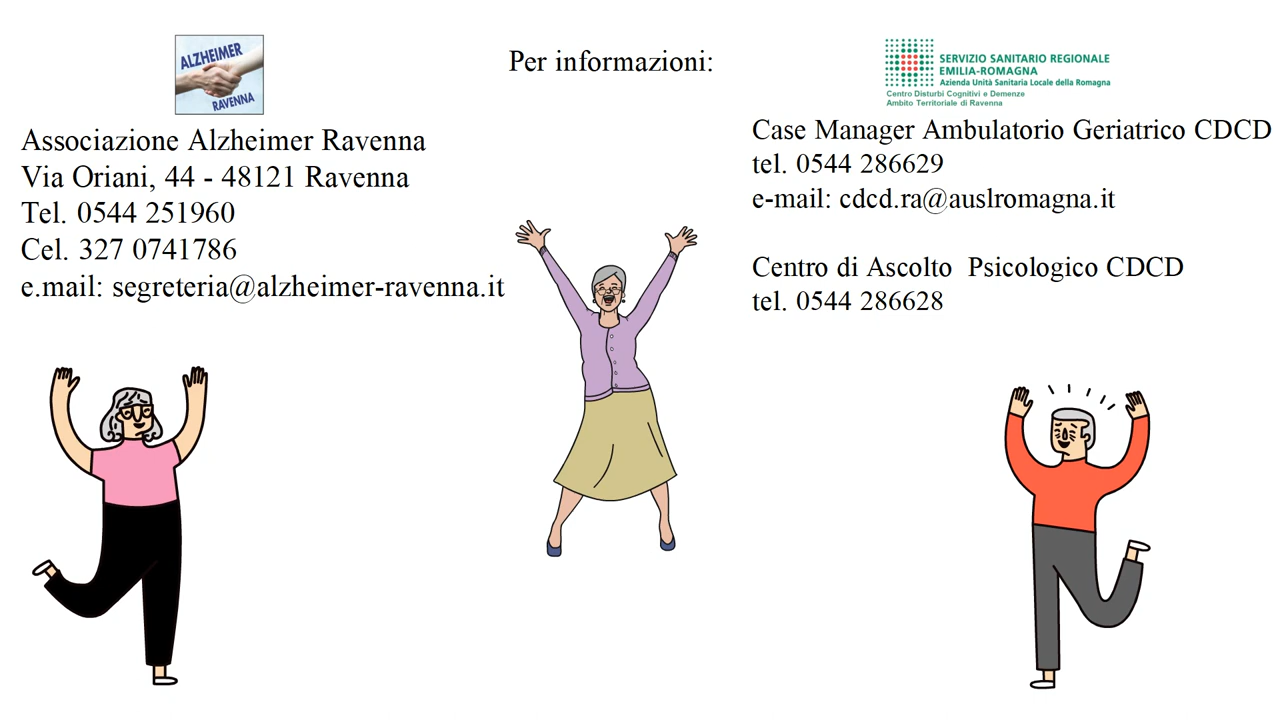 ALZHEIMER
RAVENNA
Per informazioni:
SERVIZIO SANITARIO REGIONALE
EMILIA-ROMAGNA
Azienda Unità Sanitaria Locale della Romagna
Centro Disturbi Cognitivi e Demenze
Ambito Territoriale di Ravenna
Associazione Alzheimer Ravenna
Via Oriani, 44 - 48121 Ravenna
Tel. 0544 251960
Cel. 327 0741786
e.mail: segreteria@alzheimer-ravenna.it
Case Manager Ambulatorio Geriatrico CDCD
tel. 0544 286629
e-mail: cdcd.ra@auslromagna.it
Centro di Ascolto  Psicologico CDCD
tel. 0544 286628